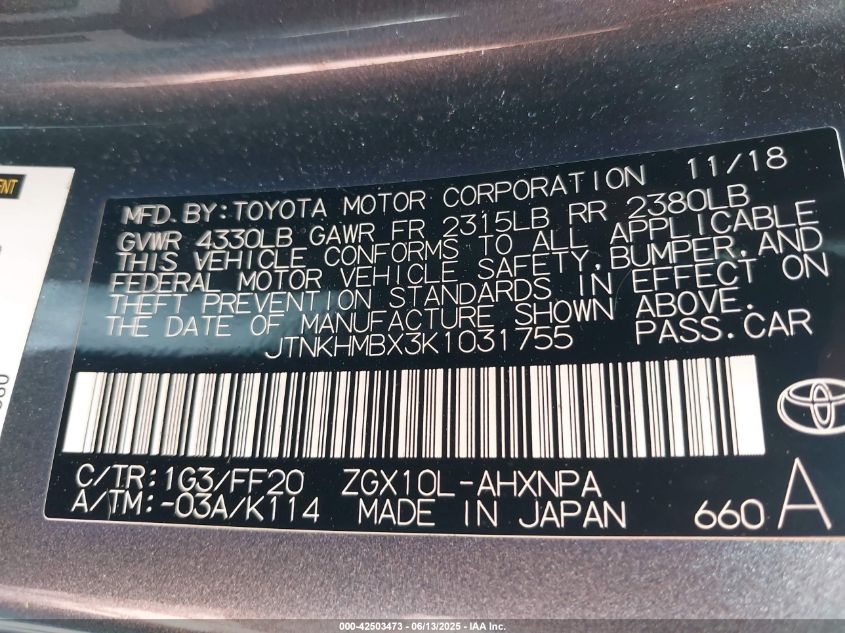 MFD. BY: TOYOTA MOTOR CORPORATION 11/18
GVWR 4330LB GAWR FR 2315LB RR 2380LB
THIS VEHICLE CONFORMS TO ALL APPLICABLE
FEDERAL MOTOR VEHICLE SAFETY, BUMPER, AND
THEFT PREVENTION STANDARDS IN EFFECT ON
THE DATE OF MANUFACTURE SHOWN ABOVE.
JTNKHMBX3K1031755 PASS. CAR
C/TR: 1G3/FF20 ZGX10L-AHXNPA
A/TM: -03A/K114 MADE IN JAPAN 660 A
000-42503473 - 06/13/2025 - IAA Inc.